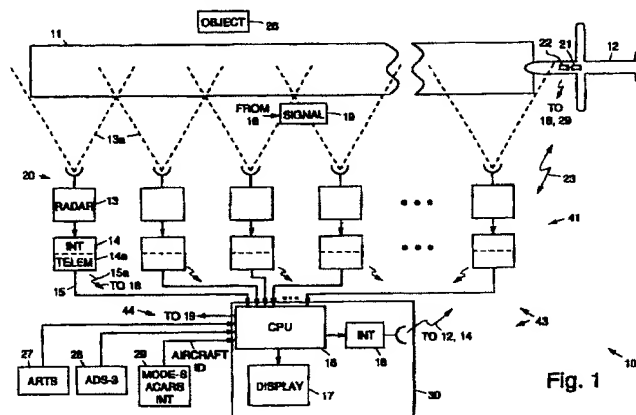 OBJECT
26
11
22
21
12
TO 18, 29
FROM 16
SIGNAL
19
13a
20
23
RADAR
13
41
INT
14
TELEM
14a
15a
TO 18
15
44
TO 19
43
CPU
16
INT
18
TO 12, 14
10
27
ARTS
28
ADS-B
29
MODE-S
ACARS
INT
AIRCRAFT
ID
DISPLAY
17
30
Fig. 1